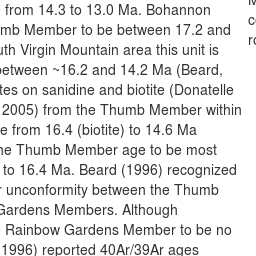 from 14.3 to 13.0 Ma. Bohannon
mb Member to be between 17.2 and
uth Virgin Mountain area this unit is
between ~16.2 and 14.2 Ma (Beard,
tes on sanidine and biotite (Donatelle
2005) from the Thumb Member within
e from 16.4 (biotite) to 14.6 Ma
he Thumb Member age to be most
to 16.4 Ma. Beard (1996) recognized
r unconformity between the Thumb
Gardens Members. Although
Rainbow Gardens Member to be no
1996) reported 40Ar/39Ar ages